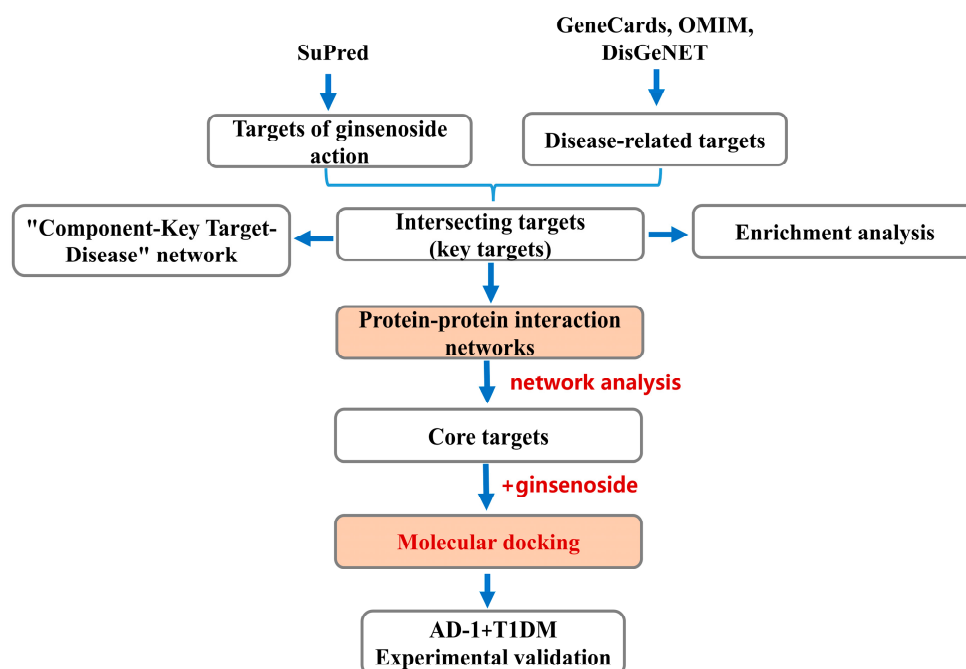 SuPred
GeneCards, OMIM,
DisGeNET
Targets of ginsenoside
action
Disease-related targets
"Component-Key Target-
Disease" network
Intersecting targets
(key targets)
Enrichment analysis
Protein-protein interaction
networks
network analysis
Core targets
+ginsenoside
Molecular docking
AD-1+T1DM
Experimental validation